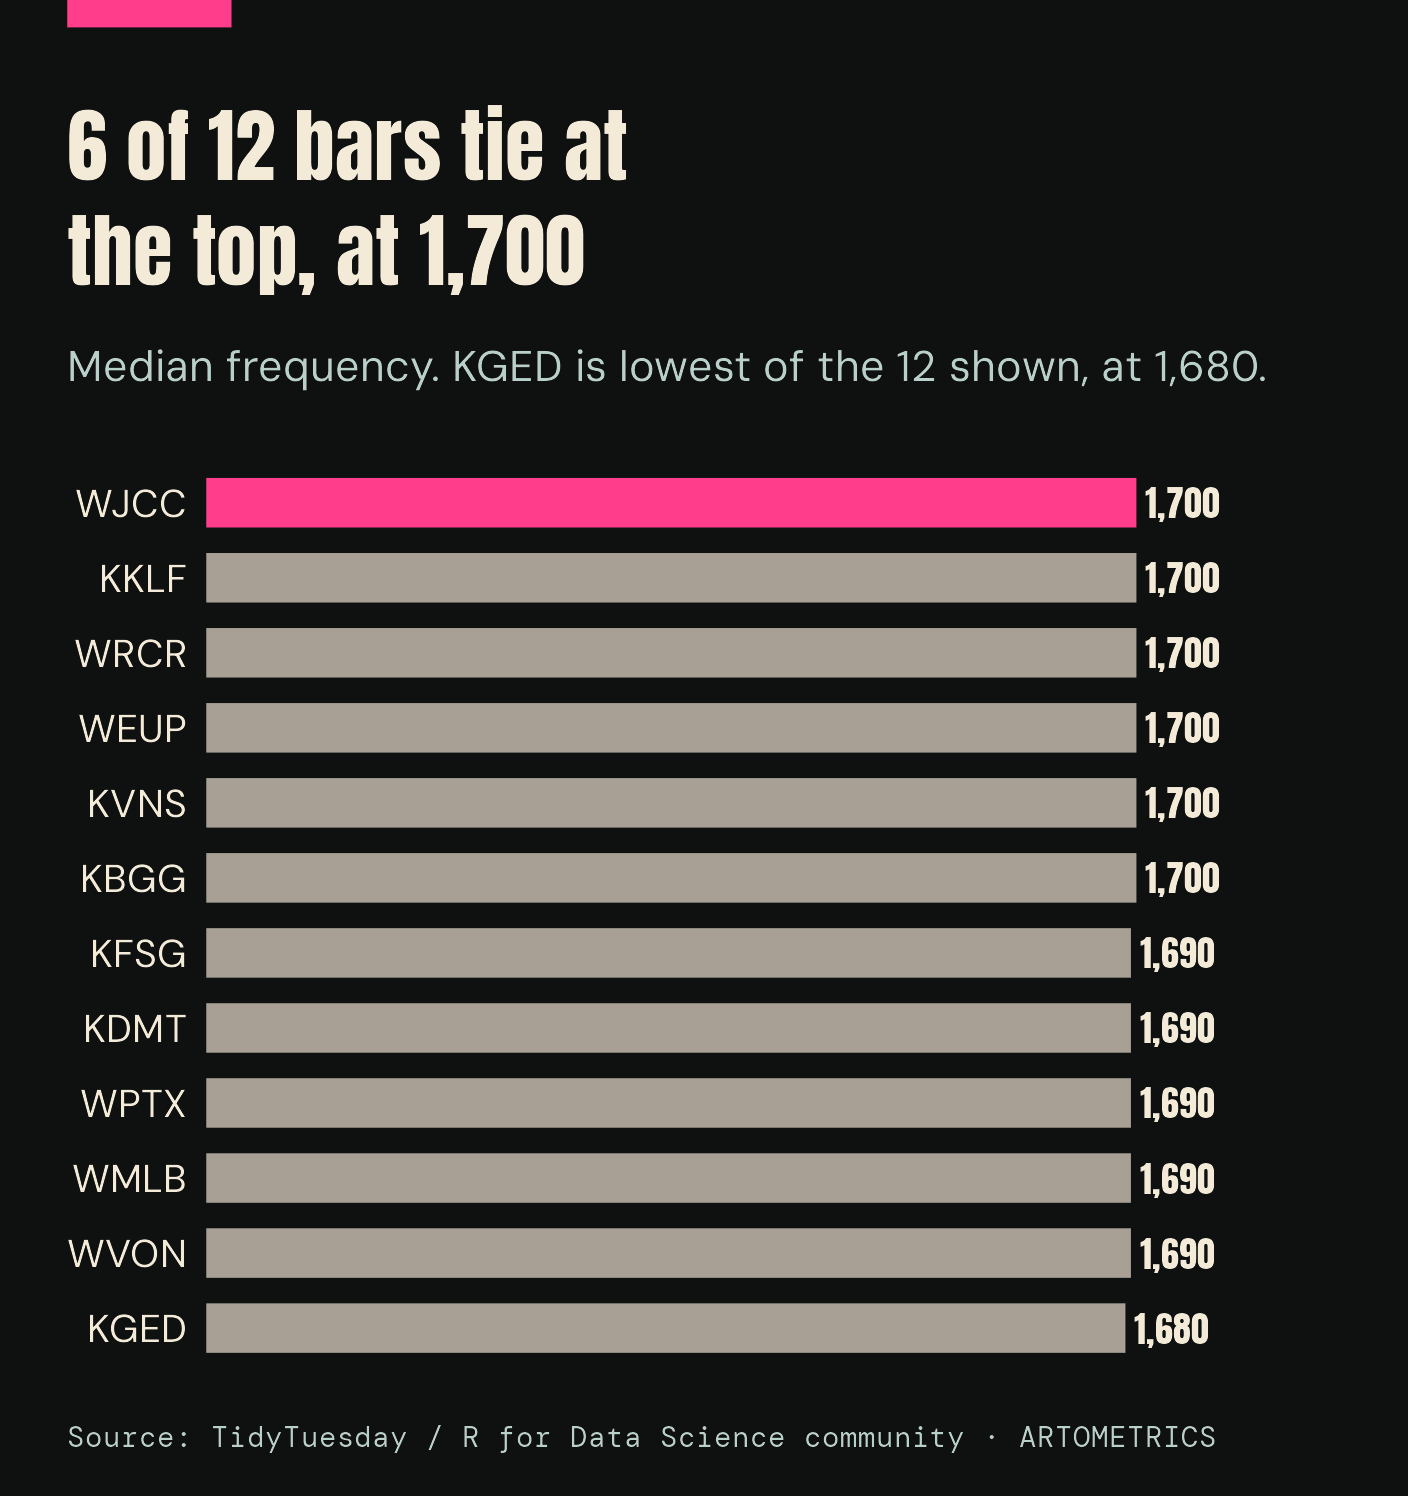 6 of 12 bars tie at
the top, at 1,700
Median frequency. KGED is lowest of the 12 shown, at 1,680.
WJCC 1,700
KKLF 1,700
WRCR 1,700
WEUP 1,700
KVNS 1,700
KBGG 1,700
KFSG 1,690
KDMT 1,690
WPTX 1,690
WMLB 1,690
WVON 1,690
KGED 1,680
Source: TidyTuesday / R for Data Science community · ARTOMETRICS